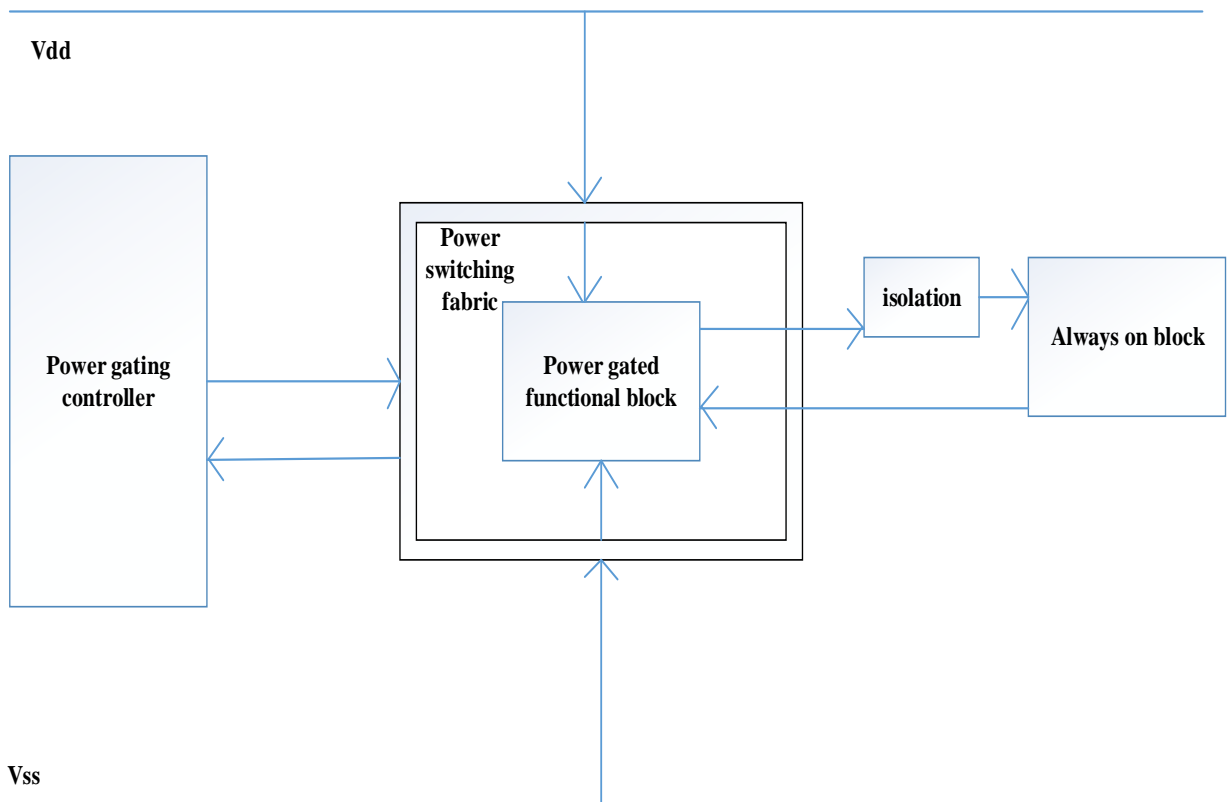 Vdd
Power
switching
fabric
isolation
Always on block
Power gating
controller
Power gated
functional block
Vss